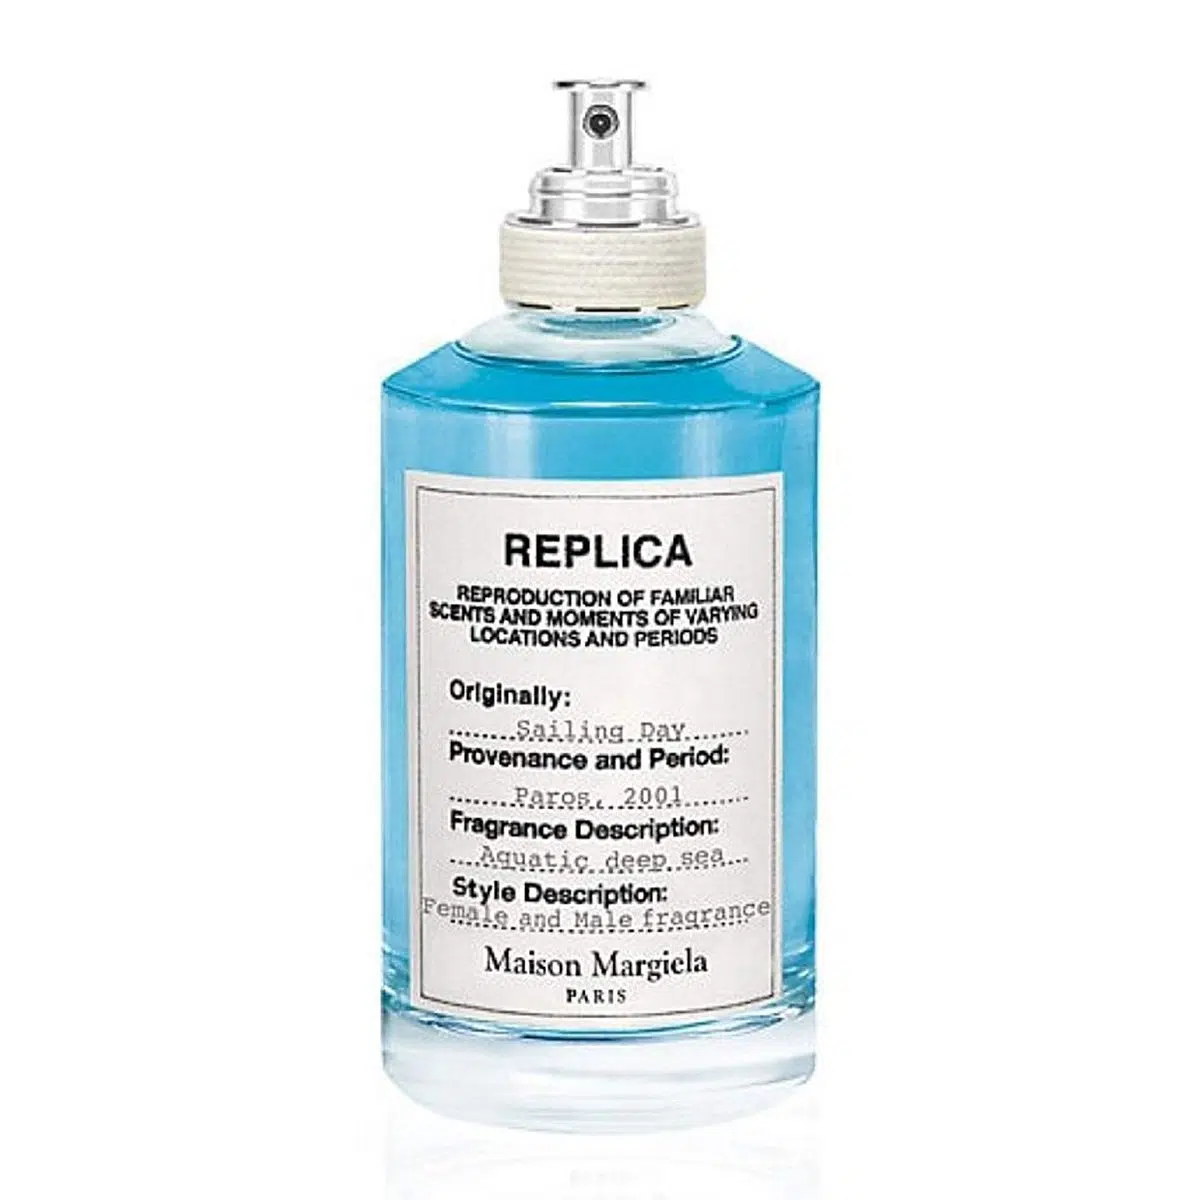 REPLICA
REPRODUCTION OF FAMILIAR
SCENTS AND MOMENTS OF VARYING
LOCATIONS AND PERIODS
Originally:
Sailing Day
Provenance and Period:
Paros, 2001
Fragrance Description:
Aquatic deep sea
Style Description:
Female and Male fragrance
Maison Margiela
PARIS